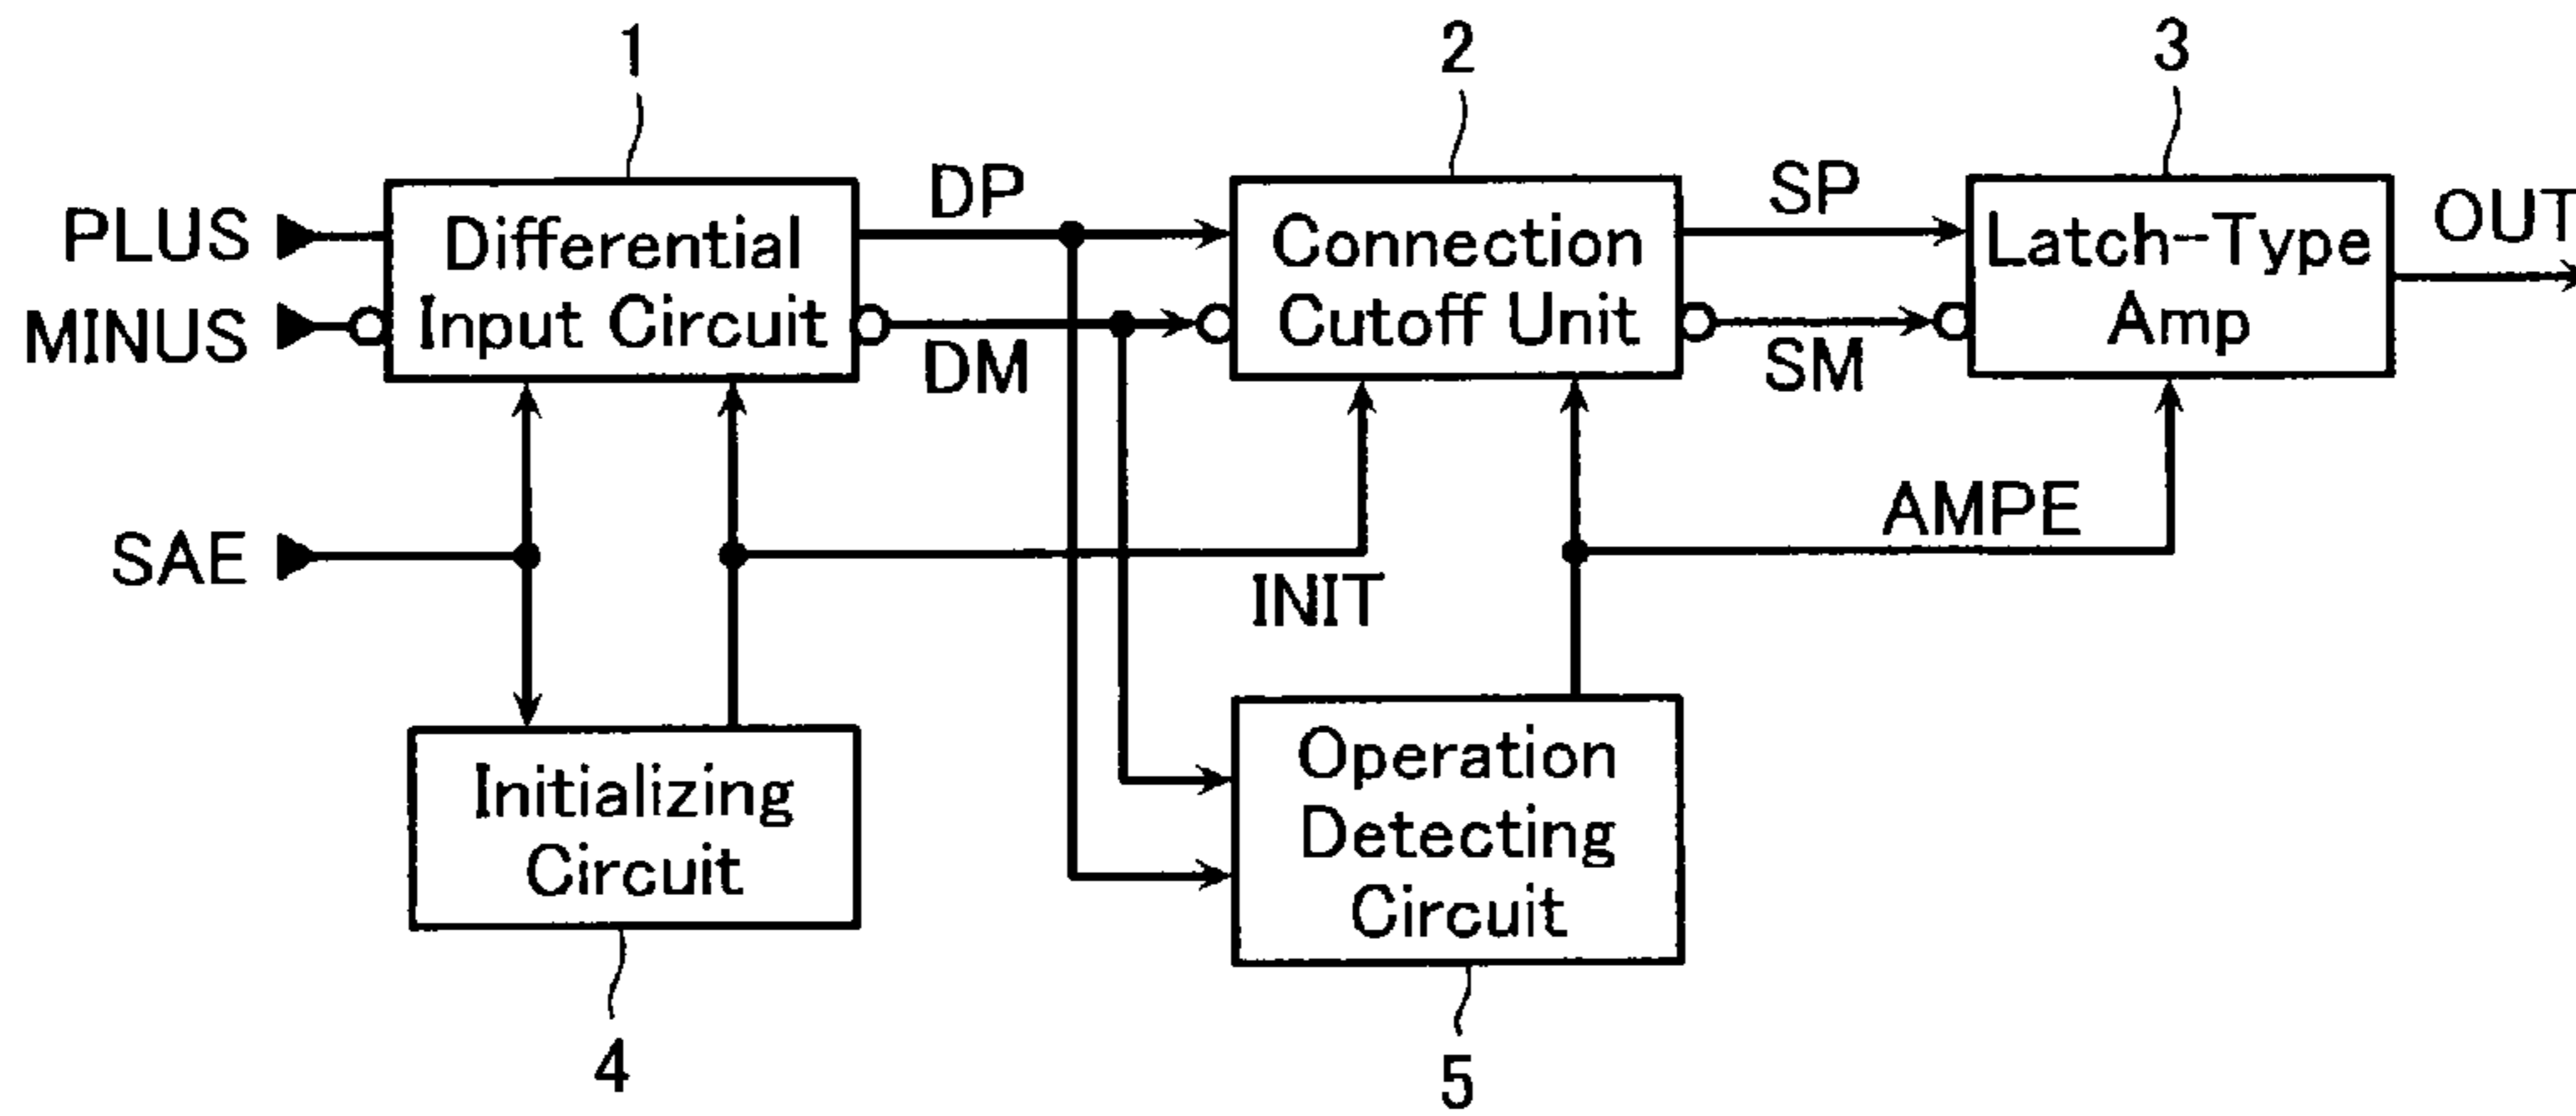 1
2
3
PLUS
MINUS
Differential
Input Circuit
DP
DM
Connection
Cutoff Unit
SP
SM
Latch-Type
Amp
OUT
SAE
INIT
AMPE
Initializing
Circuit
Operation
Detecting
Circuit
4
5